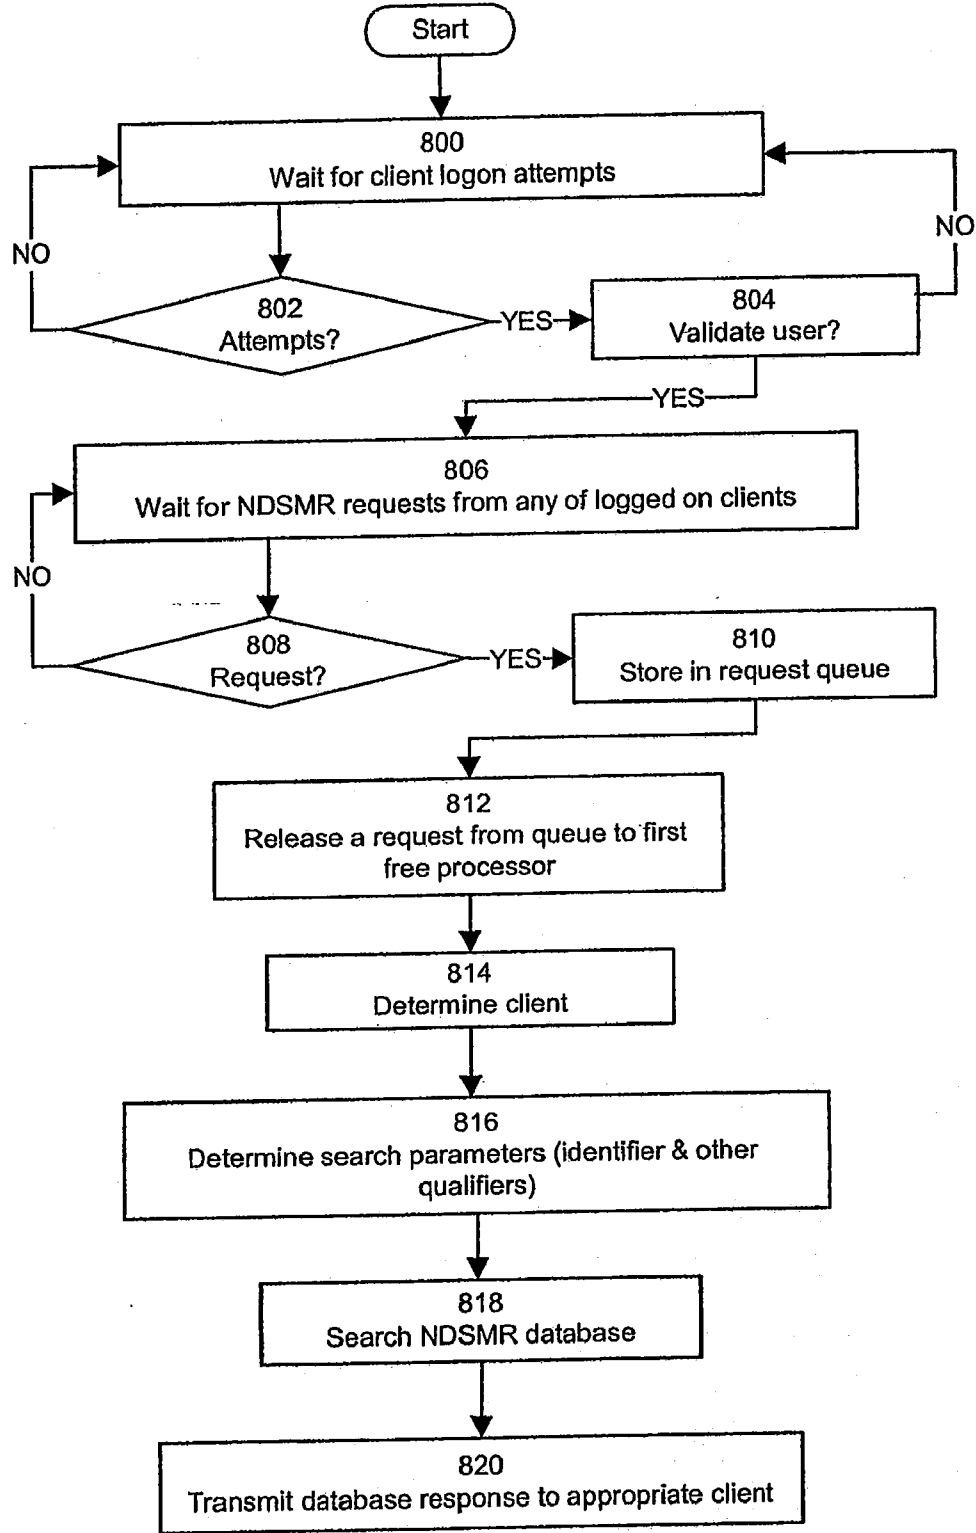 Start
800
Wait for client logon attempts
NO
NO
802
Attempts?
YES
804
Validate user?
YES
806
Wait for NDSMR requests from any of logged on clients
NO
808
Request?
YES
810
Store in request queue
812
Release a request from queue to first
free processor
814
Determine client
816
Determine search parameters (identifier & other
qualifiers)
818
Search NDSMR database
820
Transmit database response to appropriate client